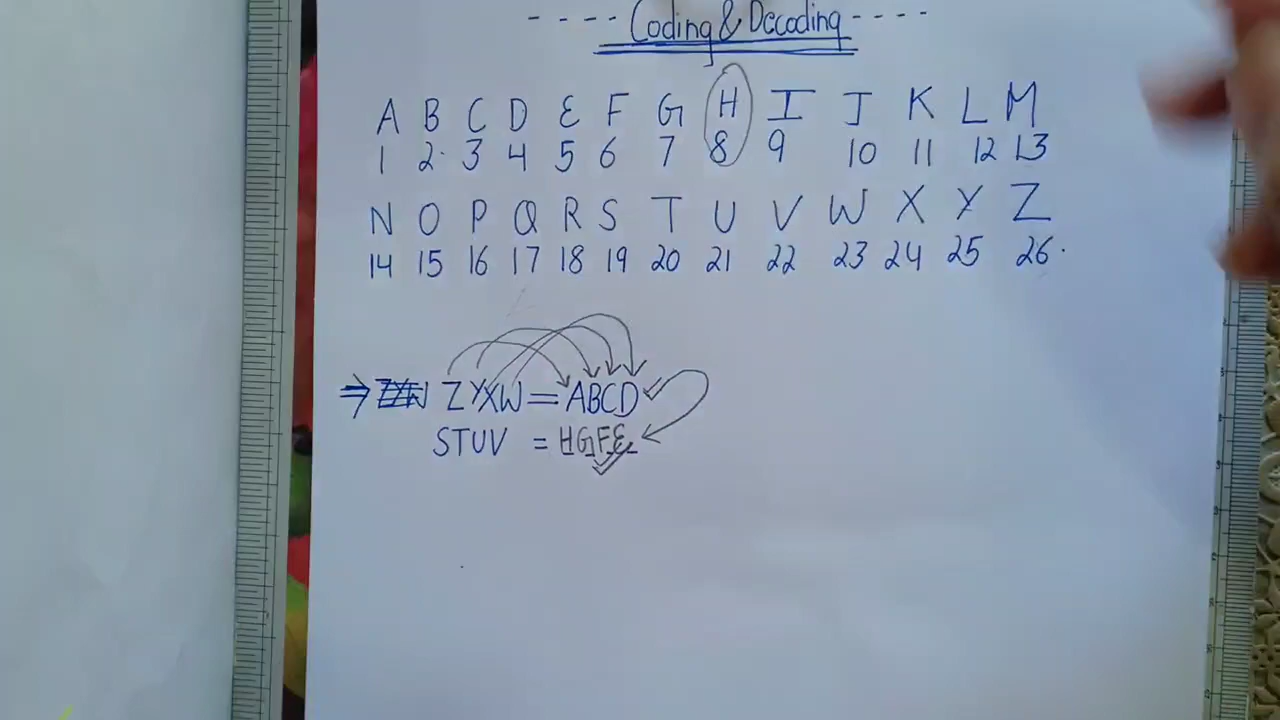 ---- Coding & Decoding ----
A B C D E F G H I J K L M
1 2 3 4 5 6 7 8 9 10 11 12 13
N O P Q R S T U V W X Y Z
14 15 16 17 18 19 20 21 22 23 24 25 26.
⇒ ZYXW = ABCD
STUV = HGFE